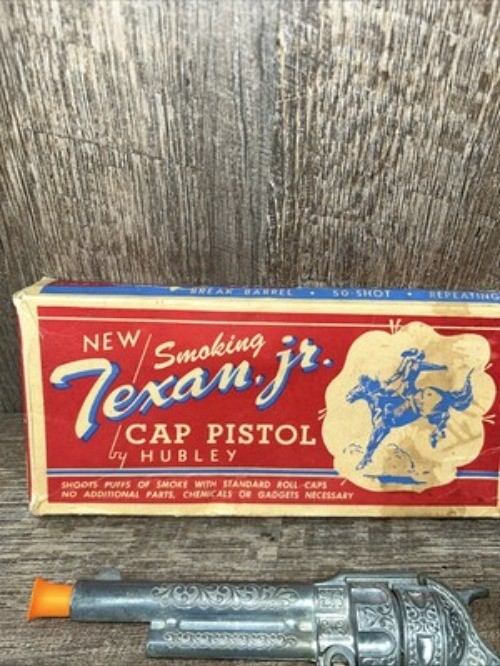 BREAK BARREL • 50-SHOT • REPEATING
NEW Smoking
Texan, jr.
CAP PISTOL
by HUBLEY
SHOOTS PUFFS OF SMOKE WITH STANDARD ROLL-CAPS
NO ADDITIONAL PARTS, CHEMICALS OR GADGETS NECESSARY